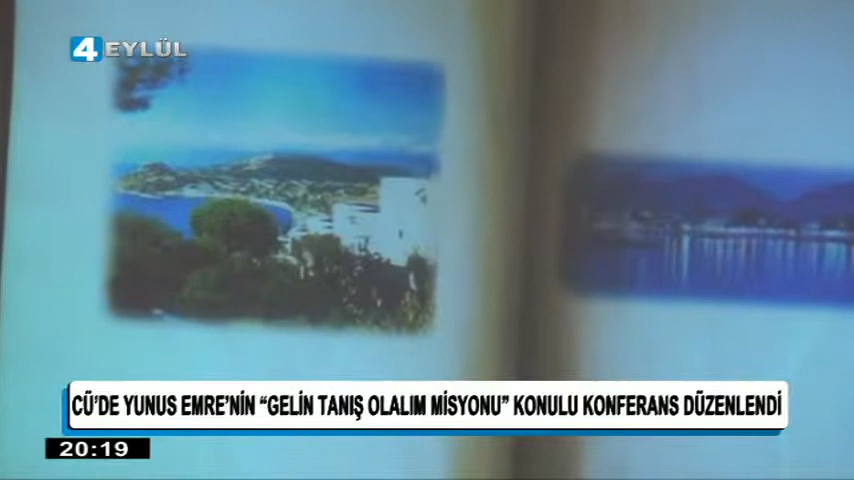 4 EYLÜL
CÜ'DE YUNUS EMRE'NİN “GELİN TANIŞ OLALIM MİSYONU” KONULU KONFERANS DÜZENLENDİ
20:19